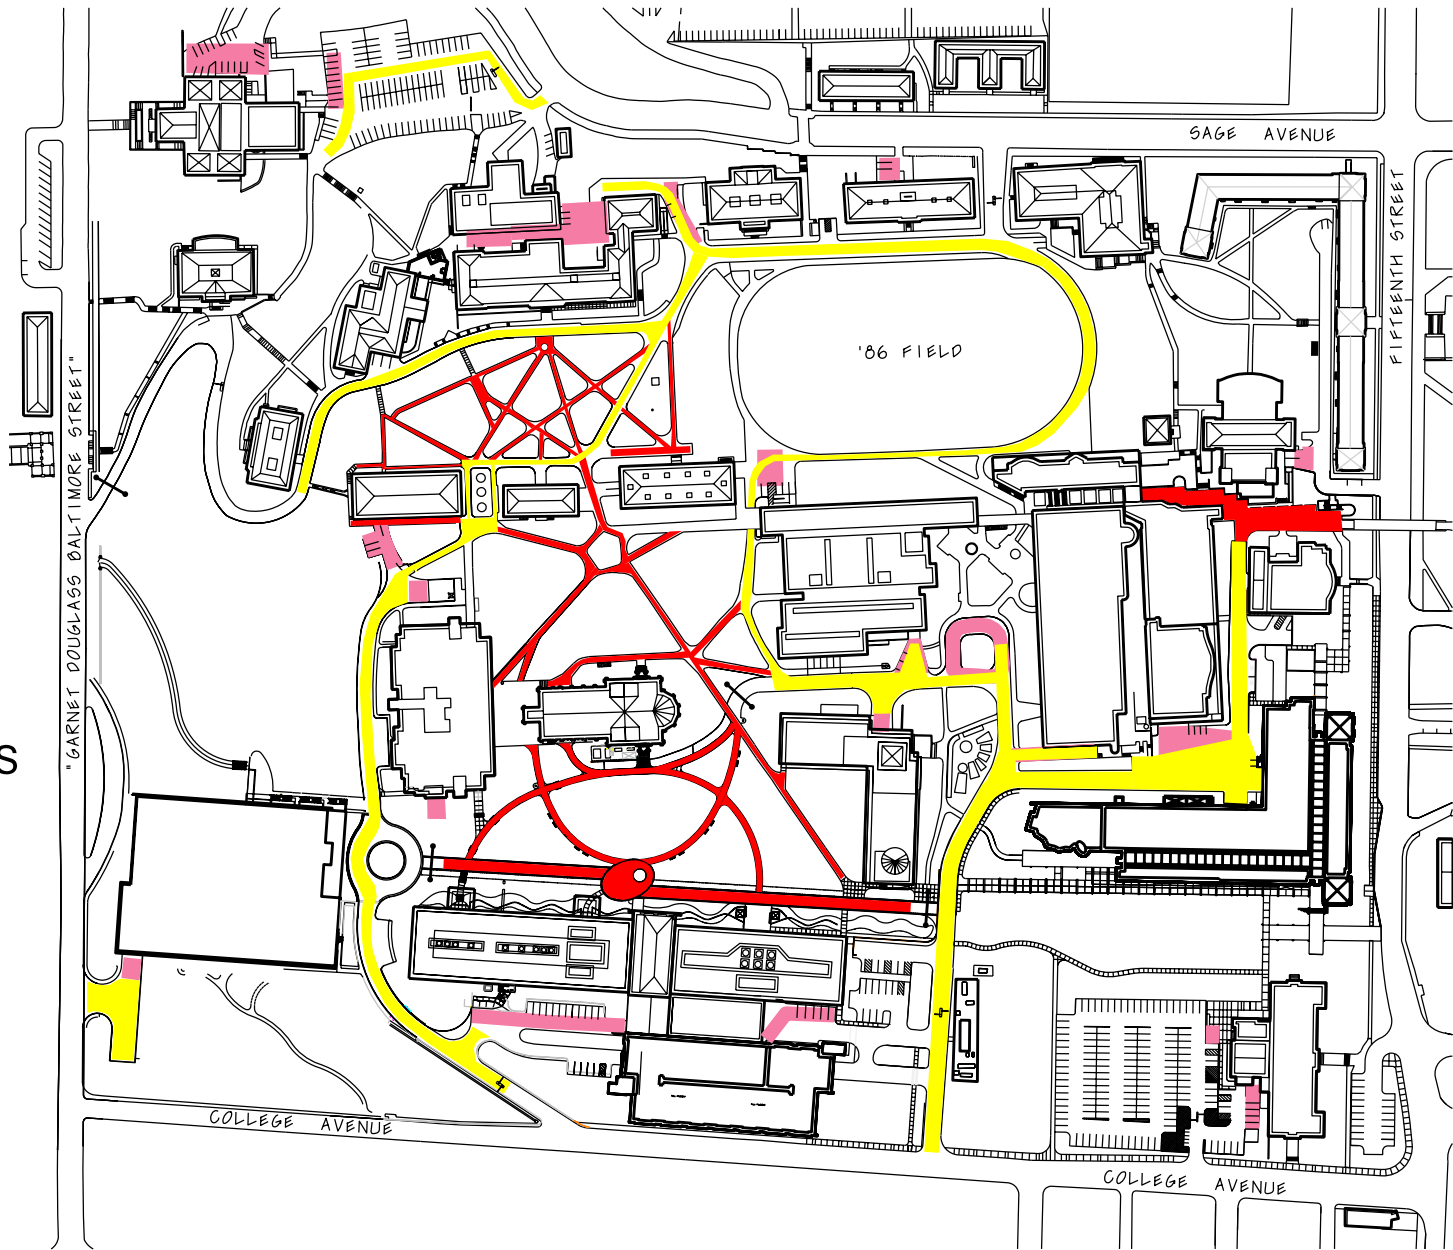 SAGE AVENUE
FIFTEENTH STREET
'86 FIELD
"GARNET DOUGLASS BALTIMORE STREET"
S
COLLEGE AVENUE
COLLEGE AVENUE